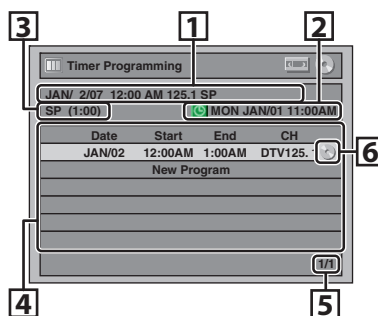 3 1 2
Timer Programming
JAN/ 2/07 12:00 AM 125.1 SP
SP (1:00) MON JAN/01 11:00AM
Date Start End CH
JAN/02 12:00AM 1:00AM DTV125. 1
6
New Program
1/1
4 5